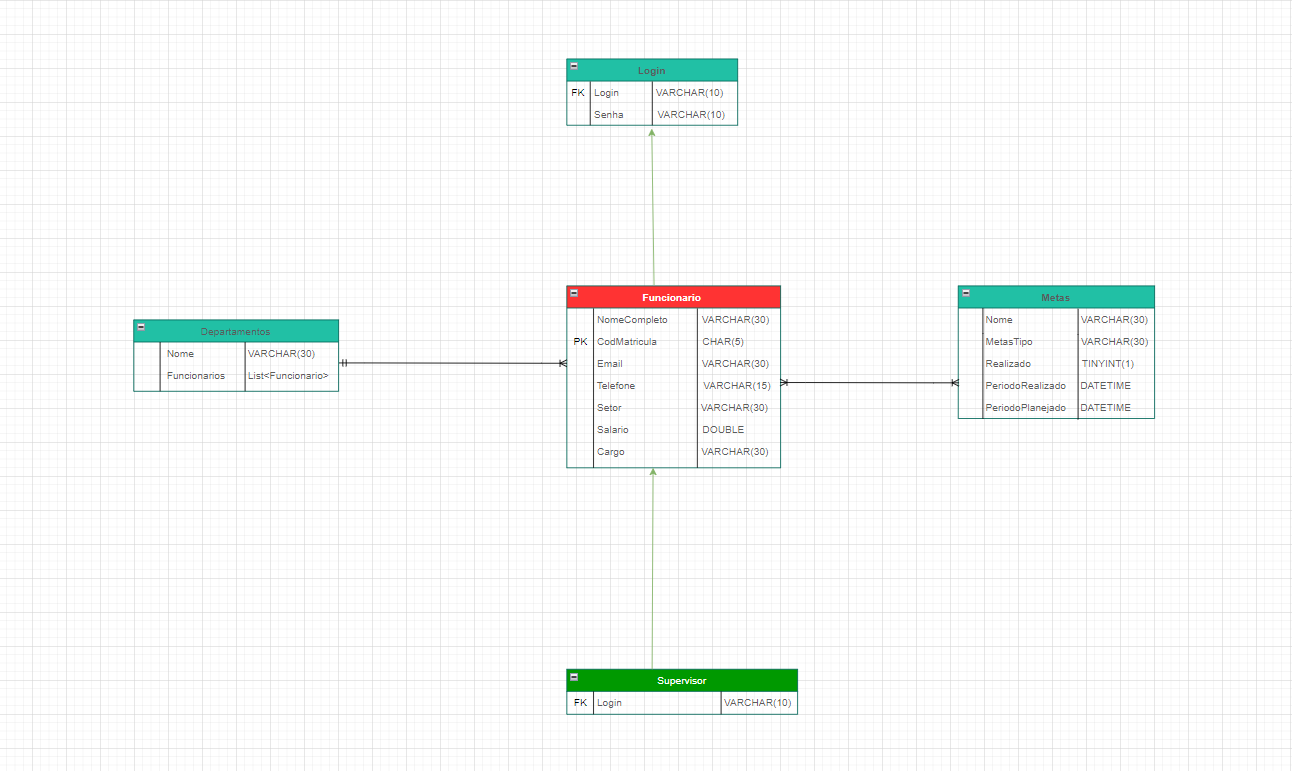 Login
FK Login VARCHAR(10)
Senha VARCHAR(10)
Funcionario
NomeCompleto VARCHAR(30)
PK CodMatricula CHAR(5)
Email VARCHAR(30)
Telefone VARCHAR(15)
Setor VARCHAR(30)
Salario DOUBLE
Cargo VARCHAR(30)
Metas
Nome VARCHAR(30)
MetasTipo VARCHAR(30)
Realizado TINYINT(1)
PeriodoRealizado DATETIME
PeriodoPlanejado DATETIME
Departamentos
Nome VARCHAR(30)
Funcionarios List<Funcionario>
Supervisor
FK Login VARCHAR(10)